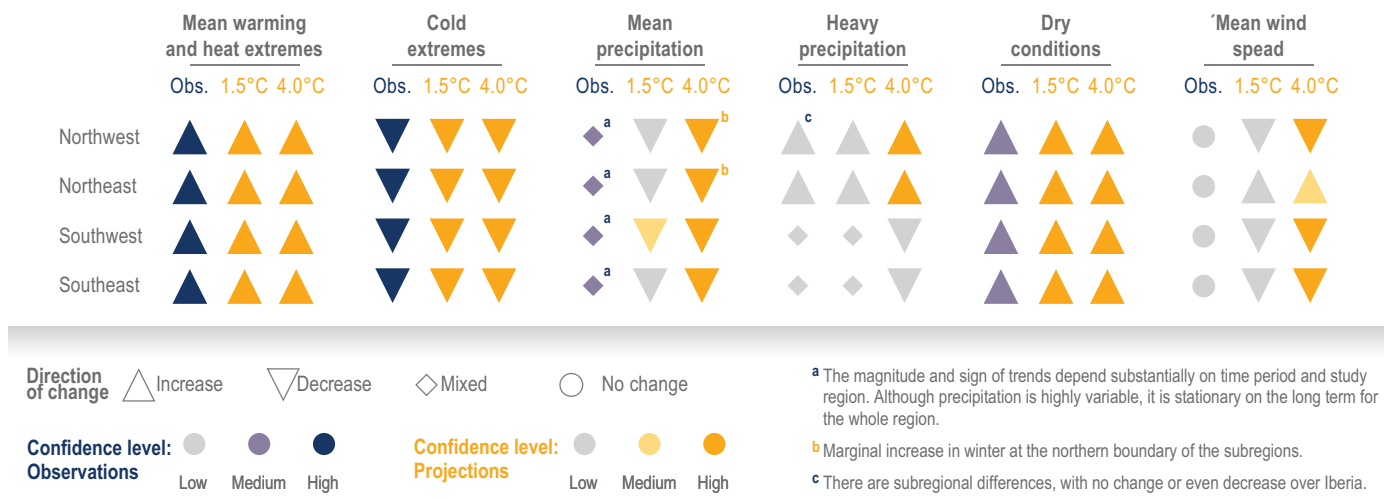 Mean warming
and heat extremes
Cold
extremes
Mean
precipitation
Heavy
precipitation
Dry
conditions
´Mean wind
spead
Obs. 1.5°C 4.0°C
Obs. 1.5°C 4.0°C
Obs. 1.5°C 4.0°C
Obs. 1.5°C 4.0°C
Obs. 1.5°C 4.0°C
Obs. 1.5°C 4.0°C
Northwest a b c
Northeast a b
Southwest a
Southeast a
Direction
of change
Increase
Decrease
Mixed
No change
Confidence level:
Observations
Low Medium High
Confidence level:
Projections
Low Medium High
a The magnitude and sign of trends depend substantially on time period and study
region. Although precipitation is highly variable, it is stationary on the long term for
the whole region.
b Marginal increase in winter at the northern boundary of the subregions.
c There are subregional differences, with no change or even decrease over Iberia.